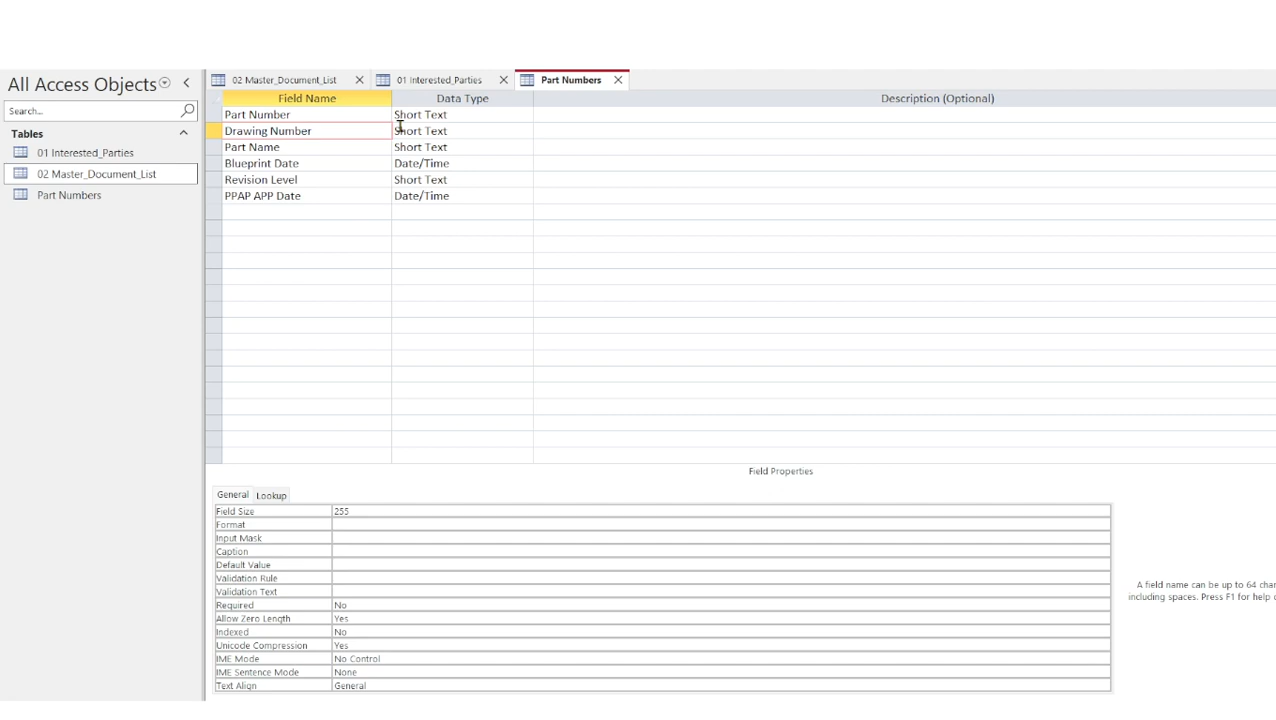 All Access Objects
02 Master_Document_List
01 Interested_Parties
Part Numbers
Search...
Tables
01 Interested_Parties
02 Master_Document_List
Part Numbers
Field Name Data Type Description (Optional)
Part Number Short Text
Drawing Number Short Text
Part Name Short Text
Blueprint Date Date/Time
Revision Level Short Text
PPAP APP Date Date/Time
Field Properties
General Lookup
Field Size 255
Format
Input Mask
Caption
Default Value
Validation Rule
Validation Text
Required No
Allow Zero Length Yes
Indexed No
Unicode Compression Yes
IME Mode No Control
IME Sentence Mode None
Text Align General
A field name can be up to 64 char
including spaces. Press F1 for help